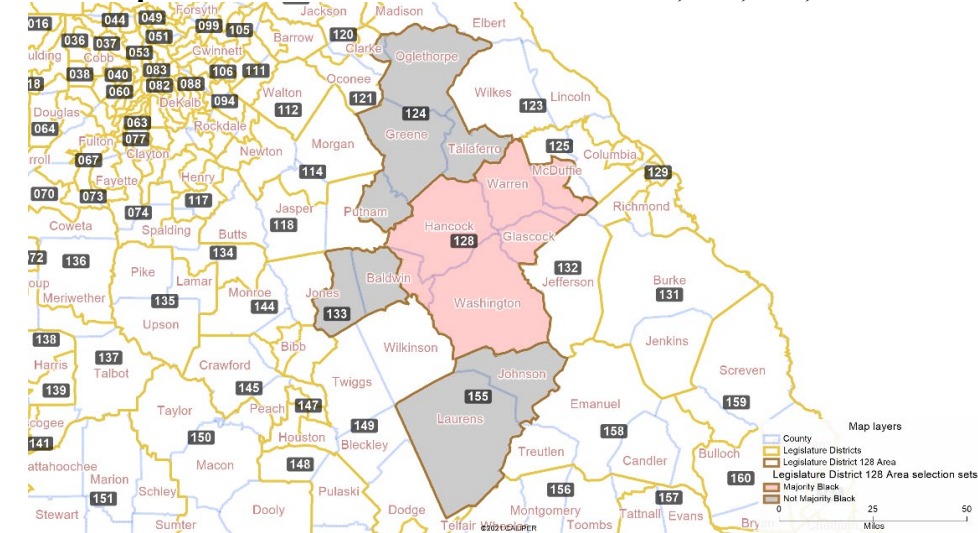 Jackson Madison
Forsyth Elbert
016 044 049 099 105 Barrow 120
036 037 051 Clarke Oglethorpe
053 Gwinnett
ulding Cobb
038 040 083 106 111 Oconee
18 060 082 088 Walton 121 Wilkes 123 Lincoln
DeKalb 094 112 124
Douglas 063 Rockdale Greene
064 Fulton 077 Newton Morgan Taliaferro 125 Columbia
rroll 067 Clayton McDuffie
Fayette Henry 114 Warren 129
070 073 117 Jasper Putnam Richmond
074 118 Hancock
Coweta Spalding Butts 128 Glascock
72 136 134 132
oup Pike Lamar Baldwin Jefferson Burke
Meriwether Monroe Jones 131
135 144 133 Washington
Upson
138 Bibb Wilkinson Jenkins
137
Harris Talbot Crawford Johnson Screven
139 145 Twiggs 155
Peach 147 159
cogee Taylor Laurens Emanuel
141 150 Houston 149 158
Bleckley Treutlen Bulloch
attahoochee Macon 148 Candler
Marion 160
151 Schley Pulaski 156 157
Stewart Dooly Dodge Montgomery Tattnall Evans
Sumter Telfair Toombs
©2021 CALIPER
Map layers
County
Legislature Districts
Legislature District 128 Area
Legislature District 128 Area selection sets
Majority Black
Not Majority Black
0 25 50
Miles